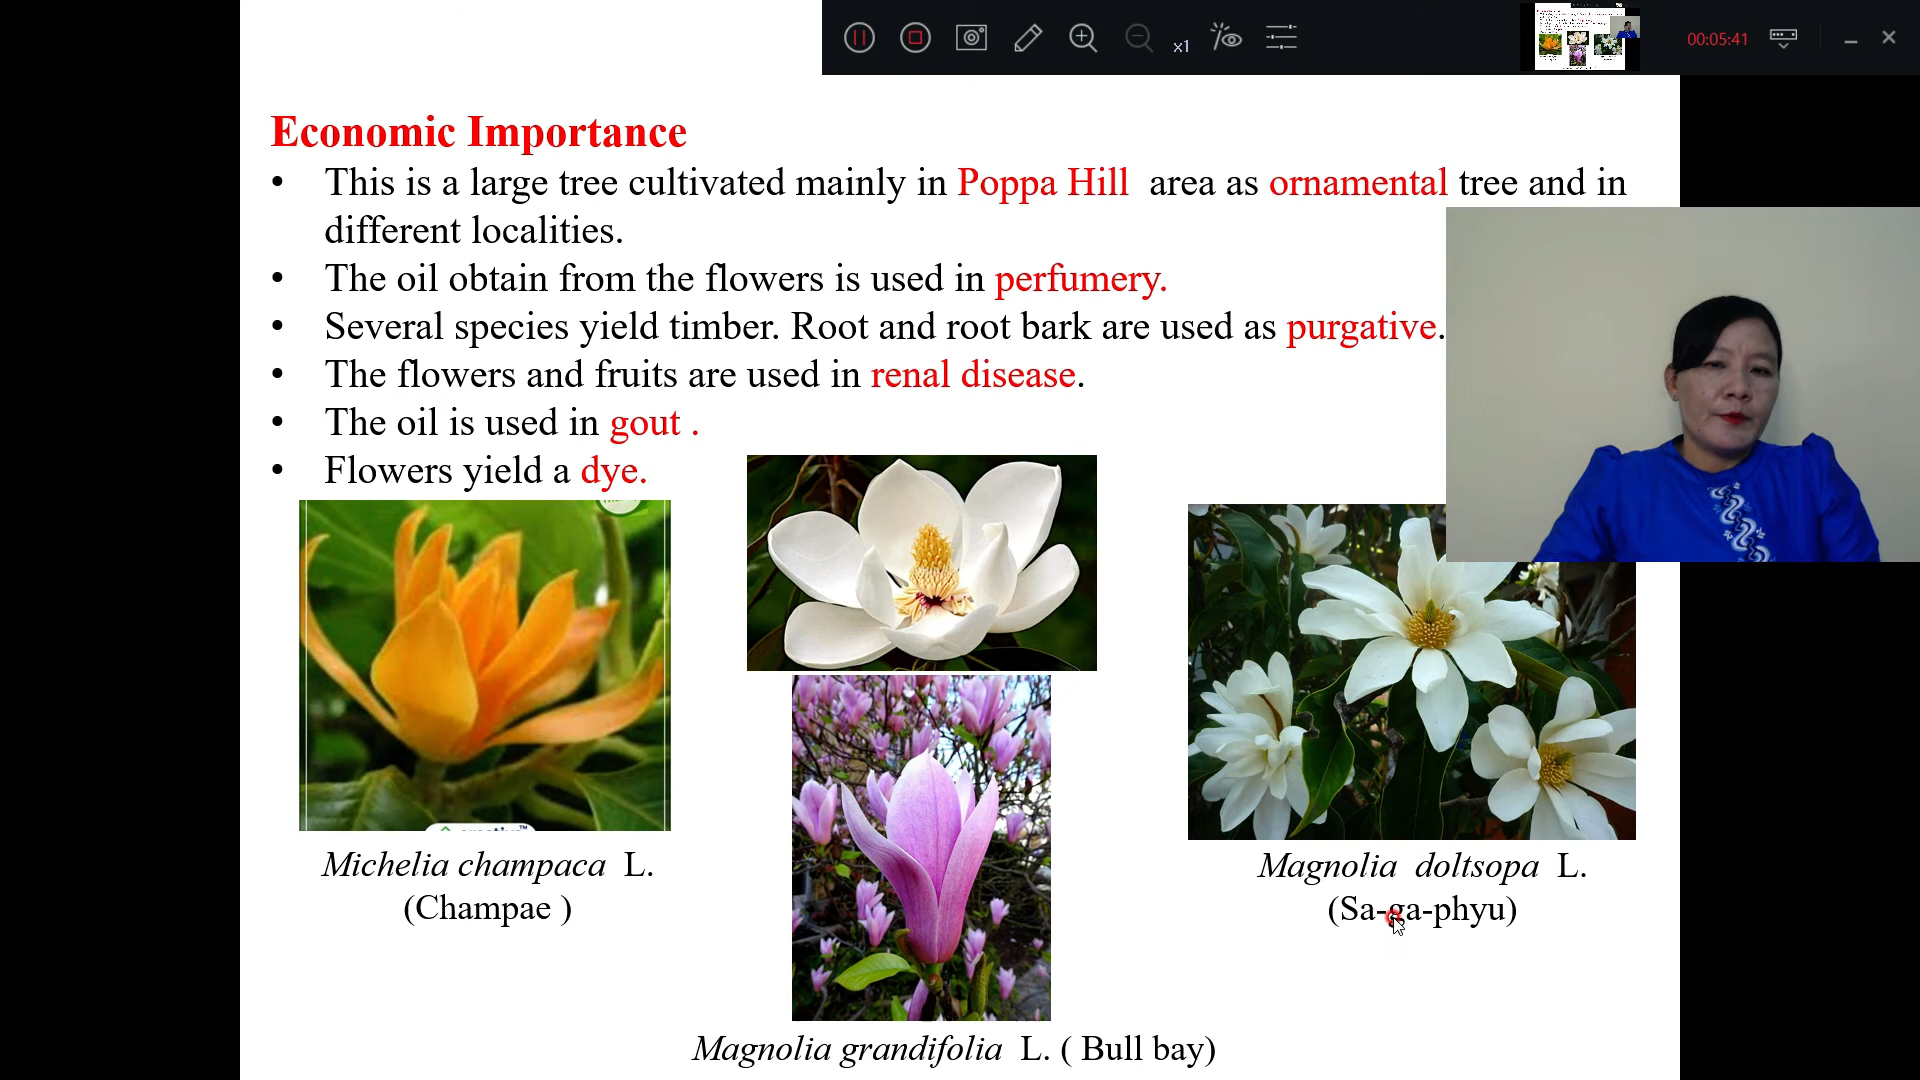 x1
00:05:41
Economic Importance
• This is a large tree cultivated mainly in Poppa Hill area as ornamental tree and in
different localities.
• The oil obtain from the flowers is used in perfumery.
• Several species yield timber. Root and root bark are used as purgative.
• The flowers and fruits are used in renal disease.
• The oil is used in gout .
• Flowers yield a dye.
Michelia champaca L.
(Champae )
Magnolia doltsopa L.
(Sa-ga-phyu)
Magnolia grandifolia L. ( Bull bay)